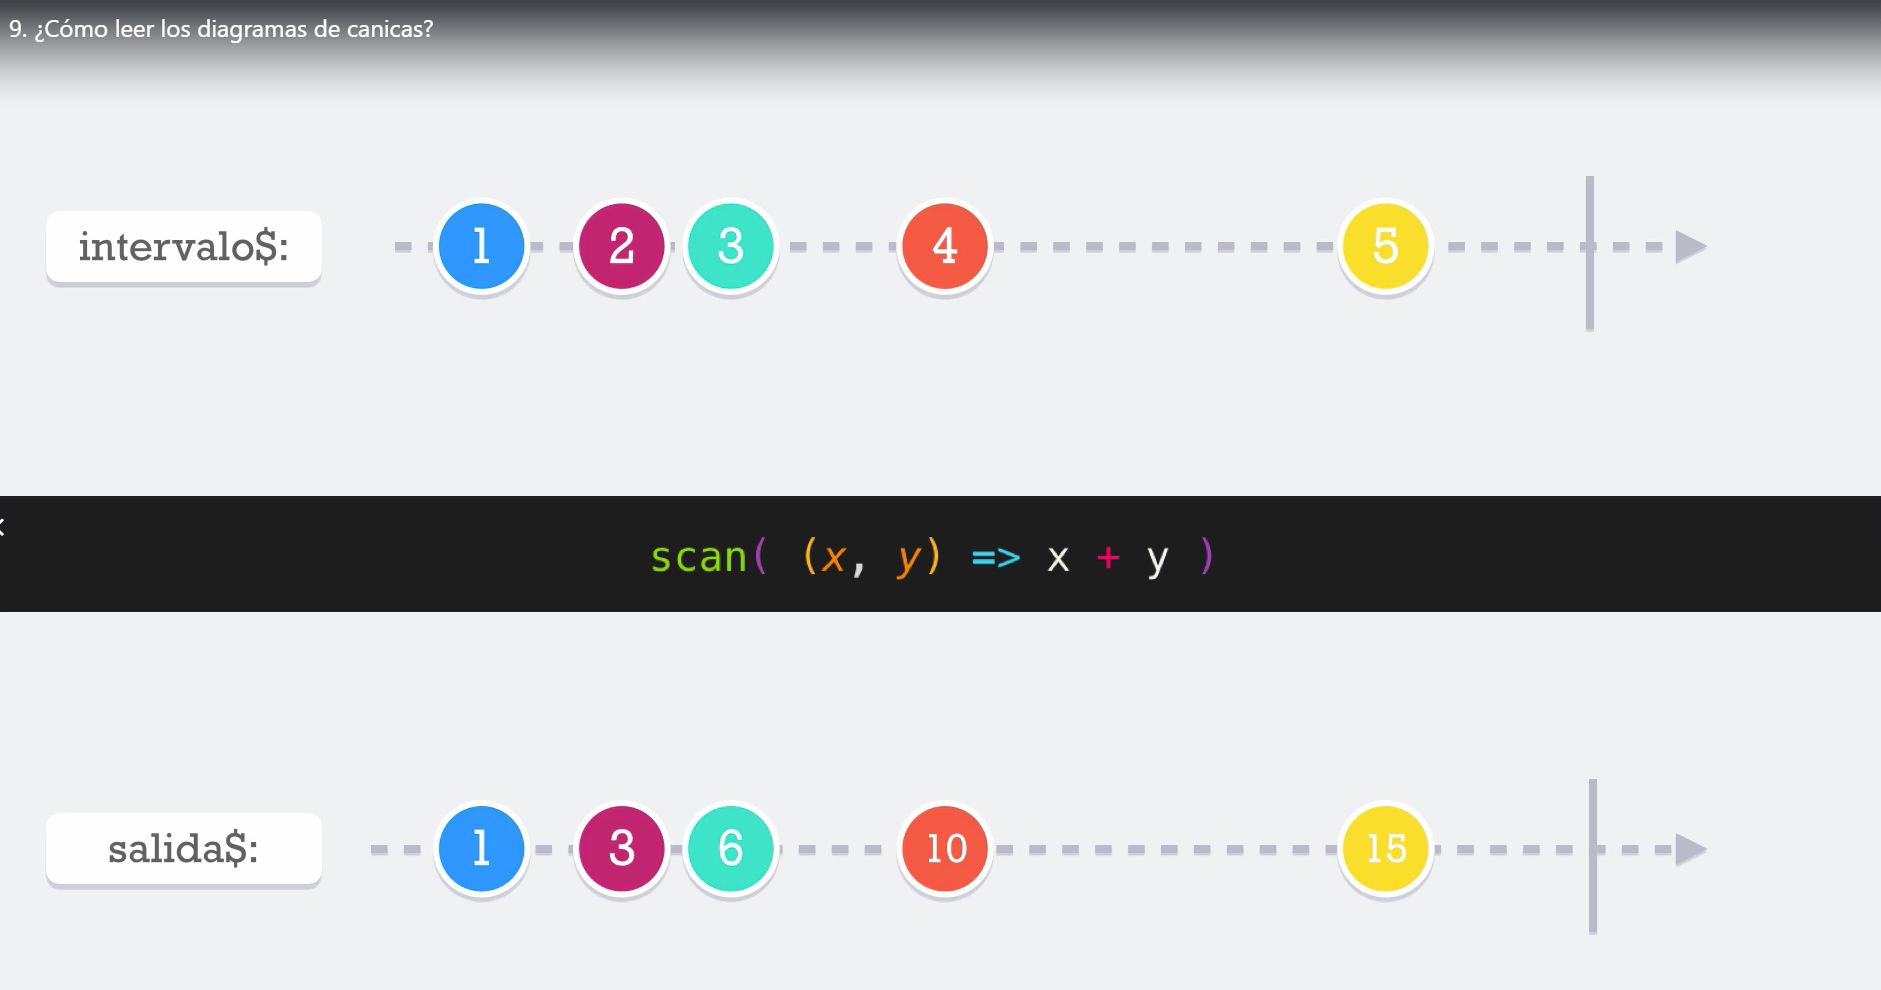 9. ¿Cómo leer los diagramas de canicas?
intervalo$: 1 2 3 4 5
scan( (x, y) => x + y )
salida$: 1 3 6 10 15